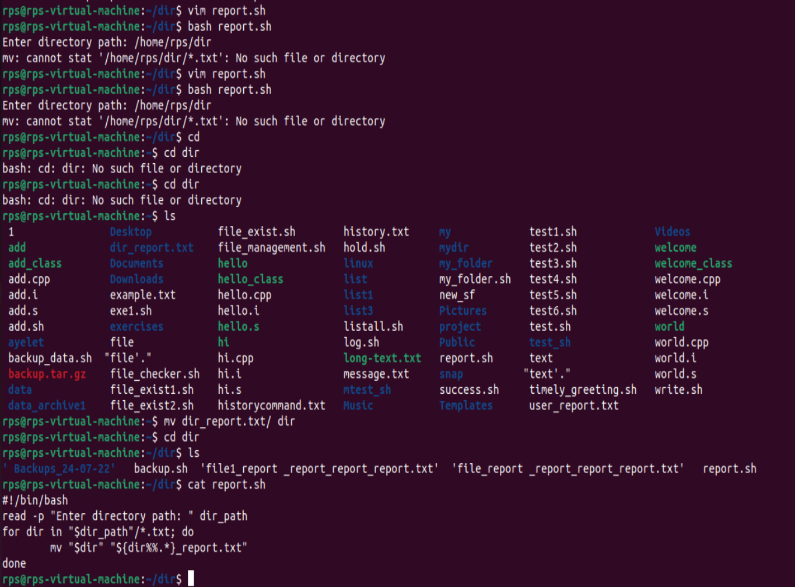 rps@rps-virtual-machine:~/dir$ vim report.sh
rps@rps-virtual-machine:~/dir$ bash report.sh
Enter directory path: /home/rps/dir
mv: cannot stat '/home/rps/dir/*.txt': No such file or directory
rps@rps-virtual-machine:~/dir$ vim report.sh
rps@rps-virtual-machine:~/dir$ bash report.sh
Enter directory path: /home/rps/dir
mv: cannot stat '/home/rps/dir/*.txt': No such file or directory
rps@rps-virtual-machine:~/dir$ cd
rps@rps-virtual-machine:~$ cd dir
bash: cd: dir: No such file or directory
rps@rps-virtual-machine:~$ cd dir
bash: cd: dir: No such file or directory
rps@rps-virtual-machine:~$ ls
1 Desktop file_exist.sh history.txt my test1.sh Videos
add dir_report.txt file_management.sh hold.sh mydir test2.sh welcome
add_class Documents hello linux my_folder test3.sh welcome_class
add.cpp Downloads hello_class list my_folder.sh test4.sh welcome.cpp
add.i example.txt hello.cpp list1 new_sf test5.sh welcome.i
add.s exe1.sh hello.i list3 Pictures test6.sh welcome.s
add.sh exercises hello.s listall.sh project test.sh world
ayelet file hi log.sh Public test_sh world.cpp
backup_data.sh "file'." hi.cpp long-text.txt report.sh text world.i
backup.tar.gz file_checker.sh hi.i message.txt snap "text'." world.s
data file_exist1.sh hi.s mtest_sh success.sh timely_greeting.sh write.sh
data_archive1 file_exist2.sh historycommand.txt Music Templates user_report.txt
rps@rps-virtual-machine:~$ mv dir_report.txt/ dir
rps@rps-virtual-machine:~$ cd dir
rps@rps-virtual-machine:~/dir$ ls
' Backups_24-07-22' backup.sh 'file1_report _report_report_report.txt' 'file_report _report_report_report.txt' report.sh
rps@rps-virtual-machine:~/dir$ cat report.sh
#!/bin/bash
read -p "Enter directory path: " dir_path
for dir in "$dir_path"/*.txt; do
mv "$dir" "${dir%%.*}_report.txt"
done
rps@rps-virtual-machine:~/dir$